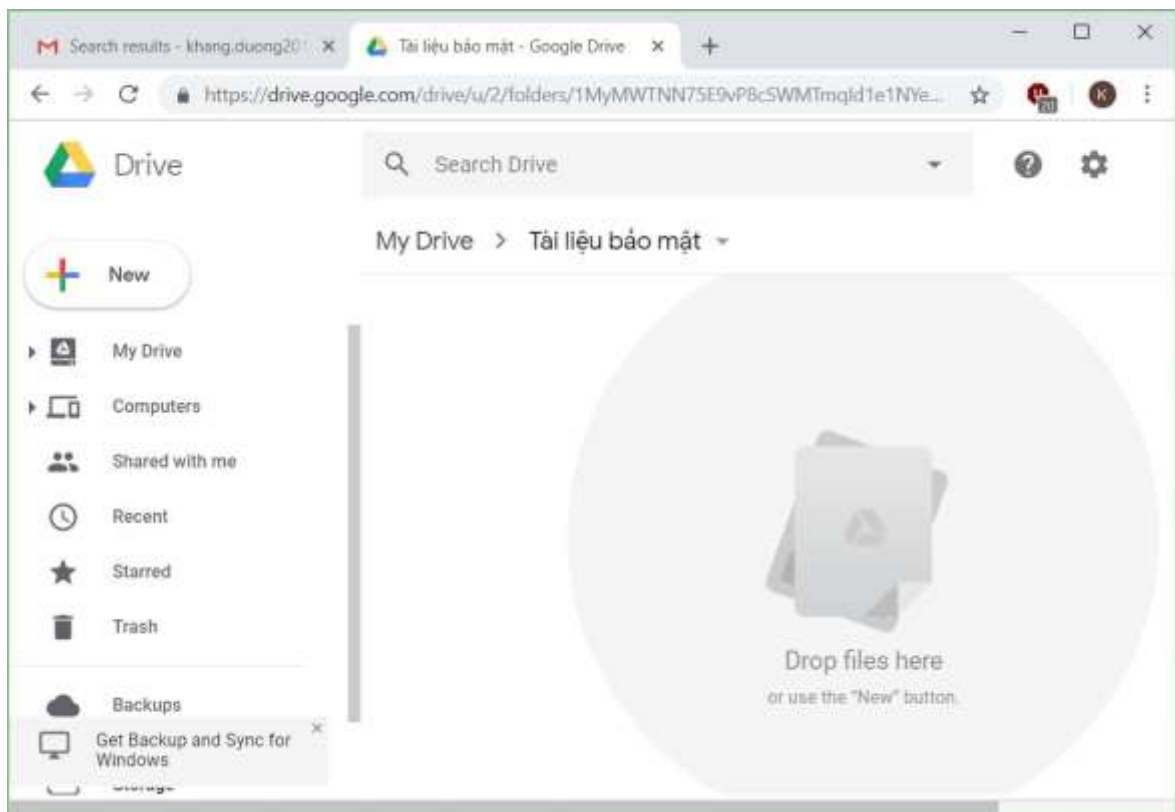 Search results - khang.duong20
Tài liệu bảo mật - Google Drive
https://drive.google.com/drive/u/2/folders/
Drive
Search Drive
My Drive > Tài liệu bảo mật
New
My Drive
Computers
Shared with me
Recent
Starred
Trash
Backups
Get Backup and Sync for
Windows
Storage
Drop files here
or use the "New" button.
20
K